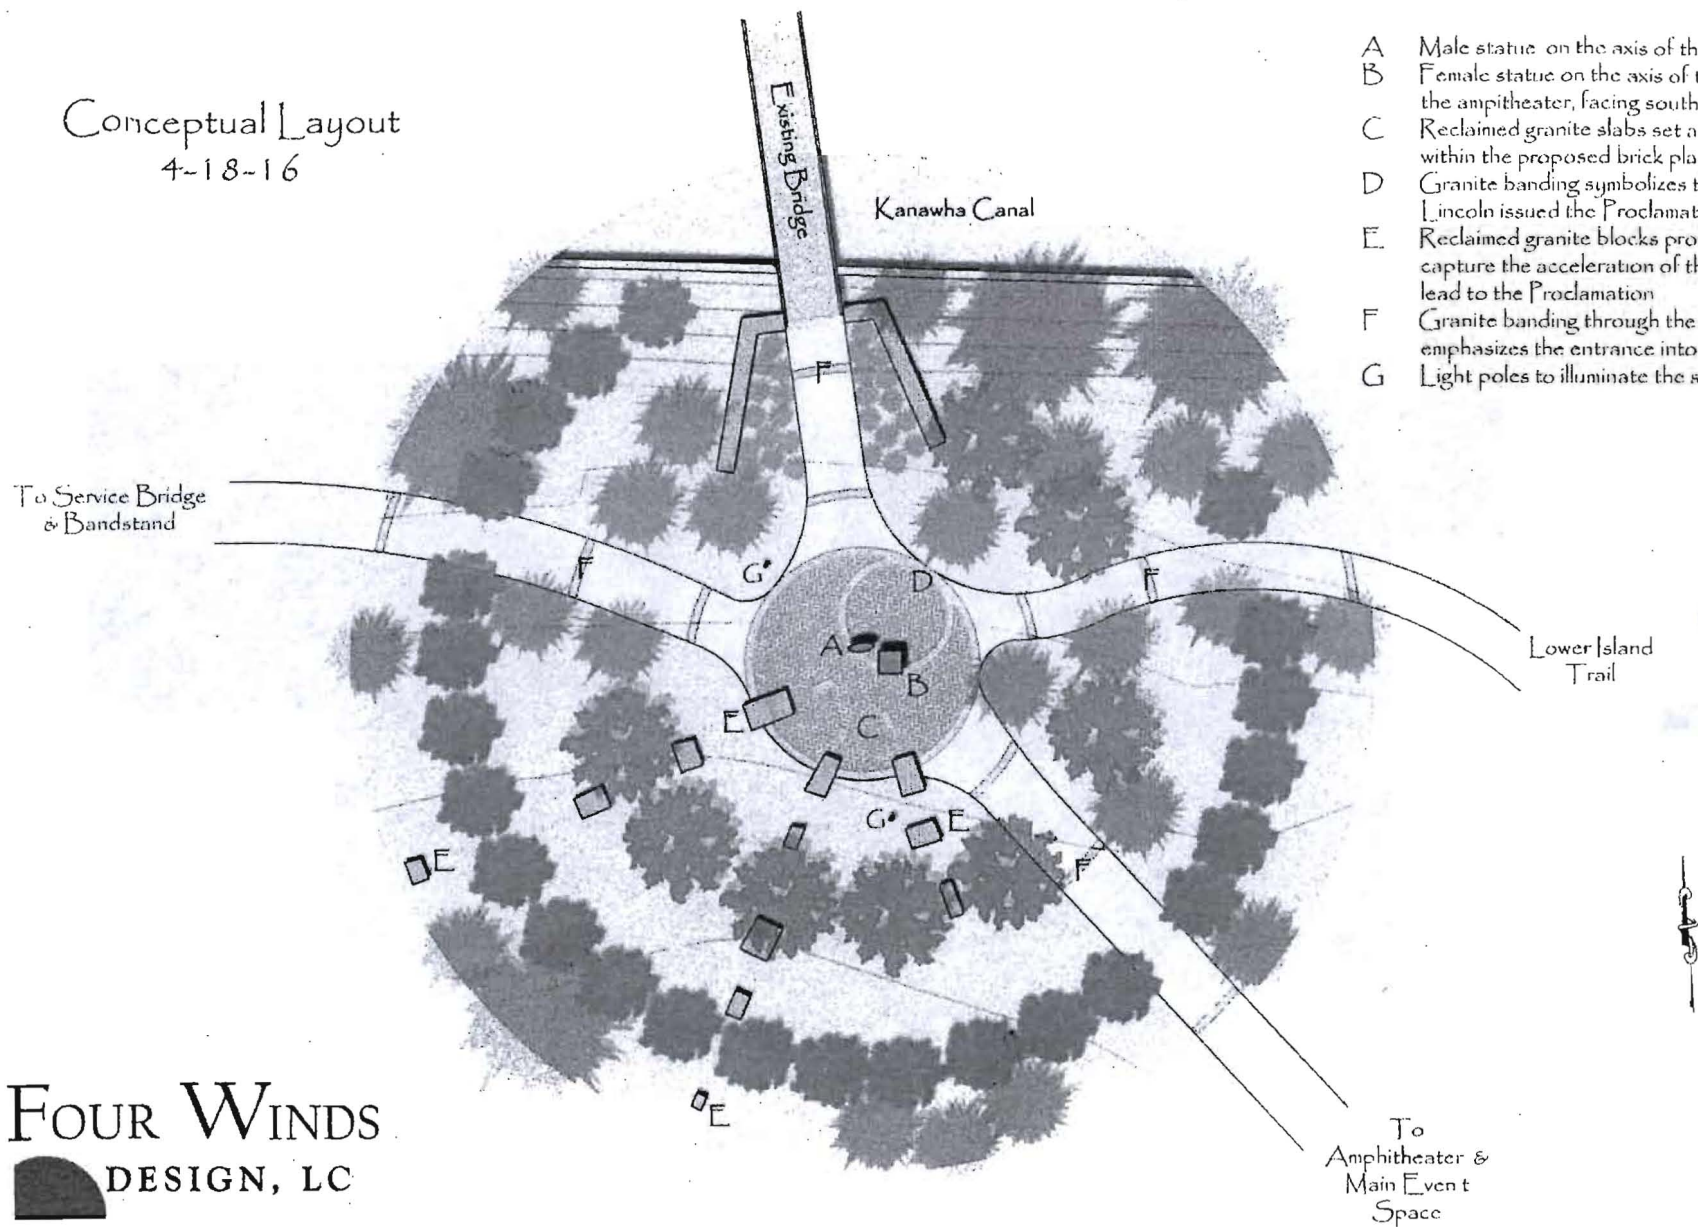 Conceptual Layout
4-18-16
A Male statue on the axis of th
B Female statue on the axis of t
the ampitheater, facing south
C Reclaimed granite slabs set a
within the proposed brick pla
D Granite banding symbolizes t
Lincoln issued the Proclamat
E Reclaimed granite blocks pro
capture the acceleration of th
lead to the Proclamation
F Granite banding through the
emphasizes the entrance into
G Light poles to illuminate the s
Existing Bridge
Kanawha Canal
F
To Service Bridge
& Bandstand
F
G
D
F
A
B
Lower Island
Trail
E
C
G
E
E
F
E
To
Amphitheater &
Main Event
Space
FOUR WINDS
DESIGN, LC